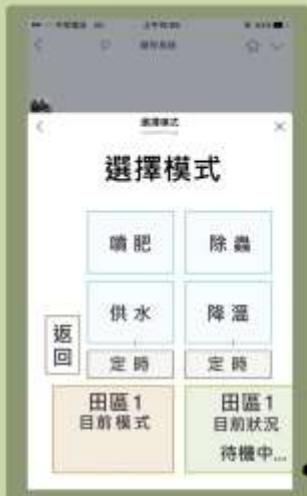 選擇模式
選擇模式
噴肥
除蟲
供水
降溫
返回
定時
定時
田區1
目前模式
田區1
目前狀況
待機中...